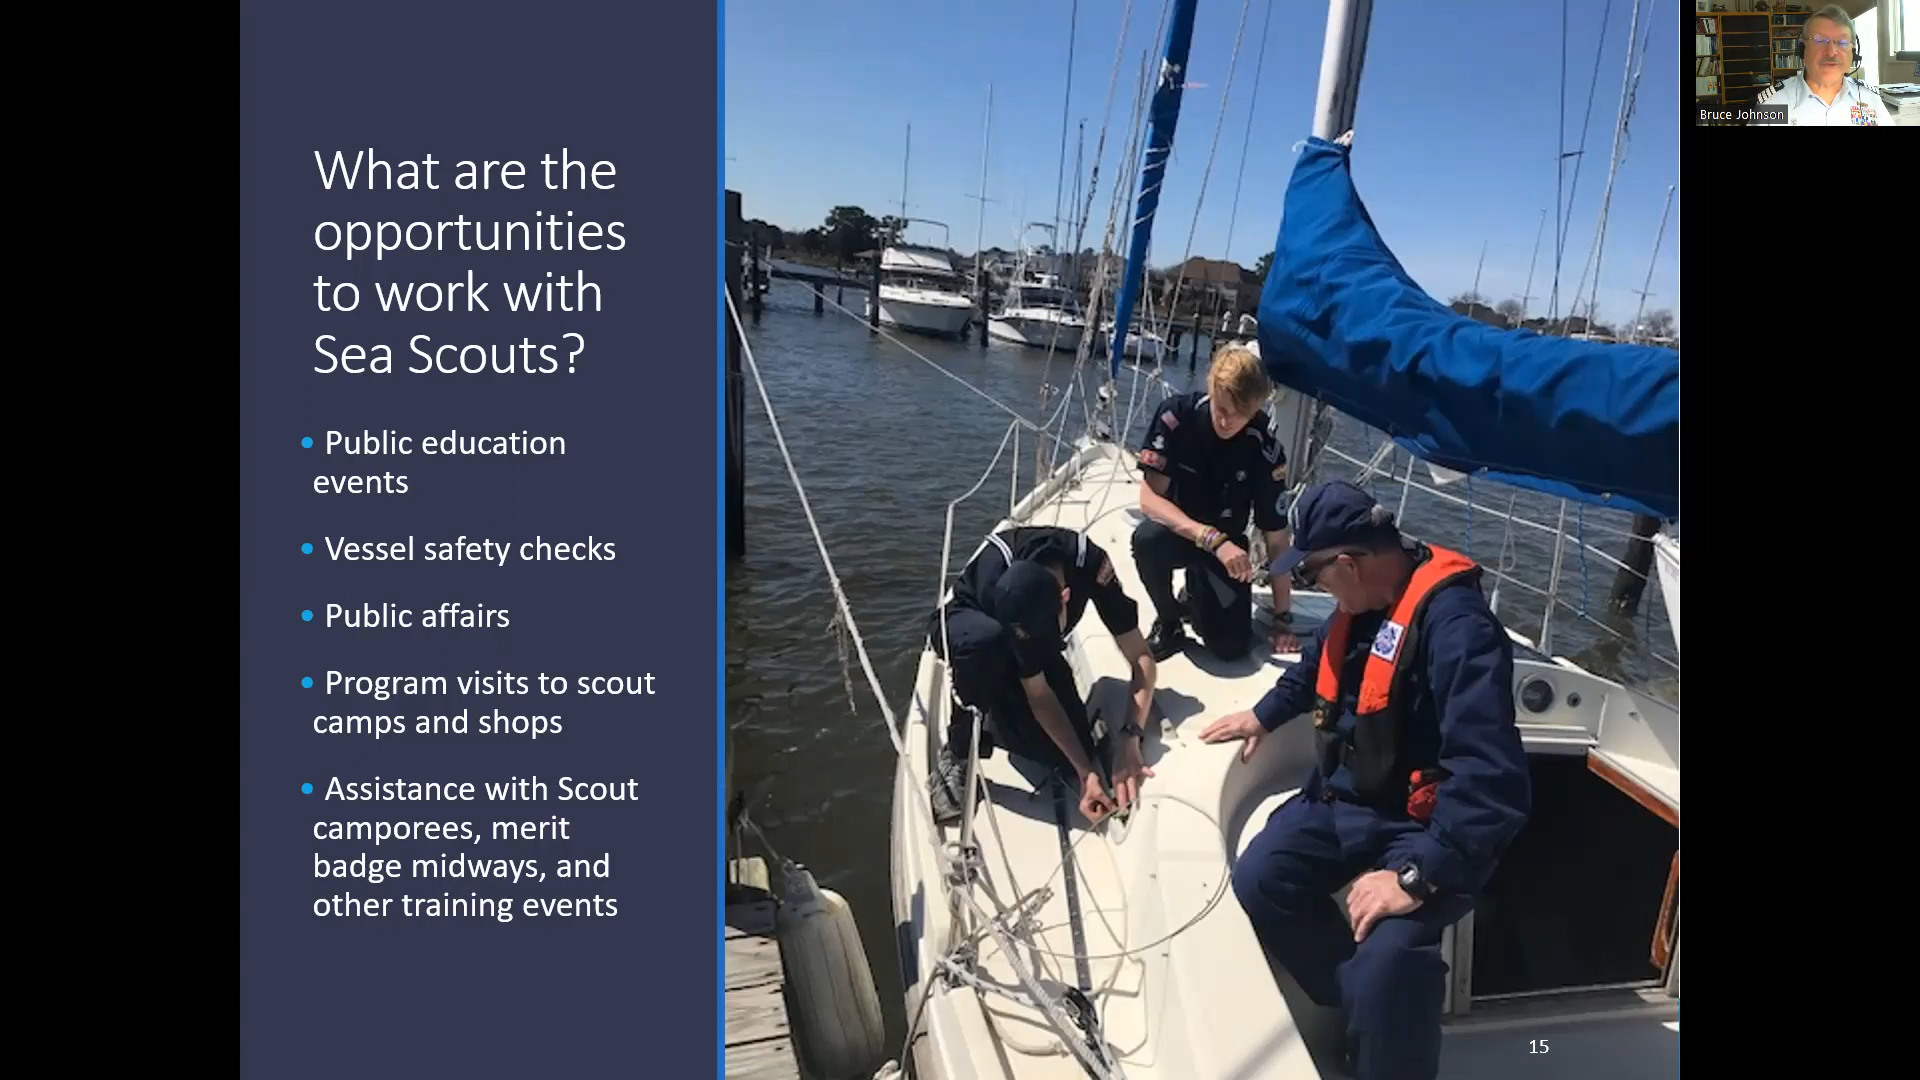 What are the
opportunities
to work with
Sea Scouts?
• Public education
events
• Vessel safety checks
• Public affairs
• Program visits to scout
camps and shops
• Assistance with Scout
camporees, merit
badge midways, and
other training events
15
Bruce Johnson